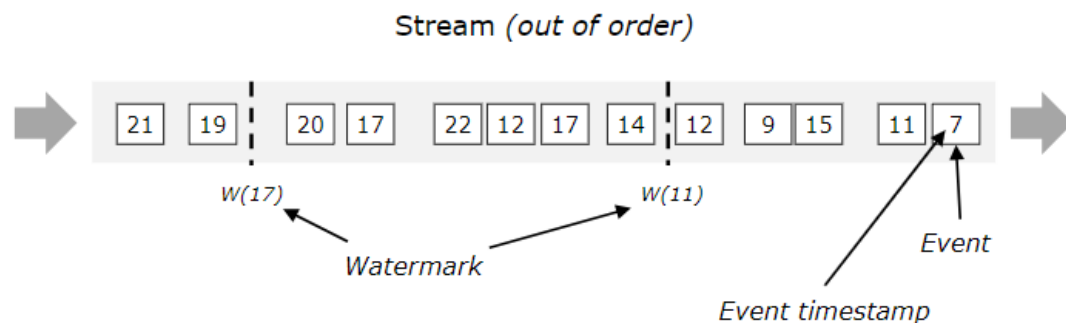 Stream (out of order)
21 19 20 17 22 12 17 14 12 9 15 11 7
W(17) W(11)
Watermark
Event
Event timestamp